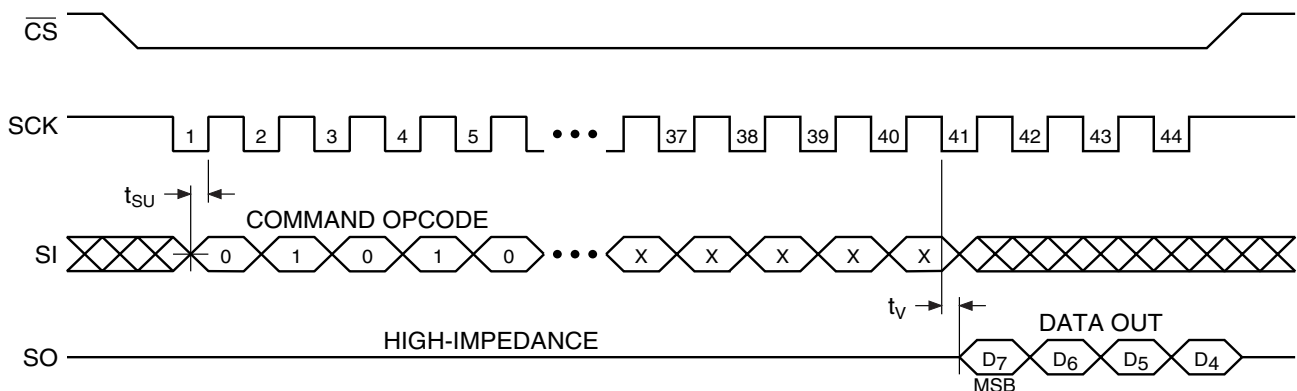 CS
SCK 1 2 3 4 5 ••• 37 38 39 40 41 42 43 44
tSU
COMMAND OPCODE
SI 0 1 0 1 0 ••• X X X X X
tV
DATA OUT
HIGH-IMPEDANCE
SO D7 D6 D5 D4
MSB